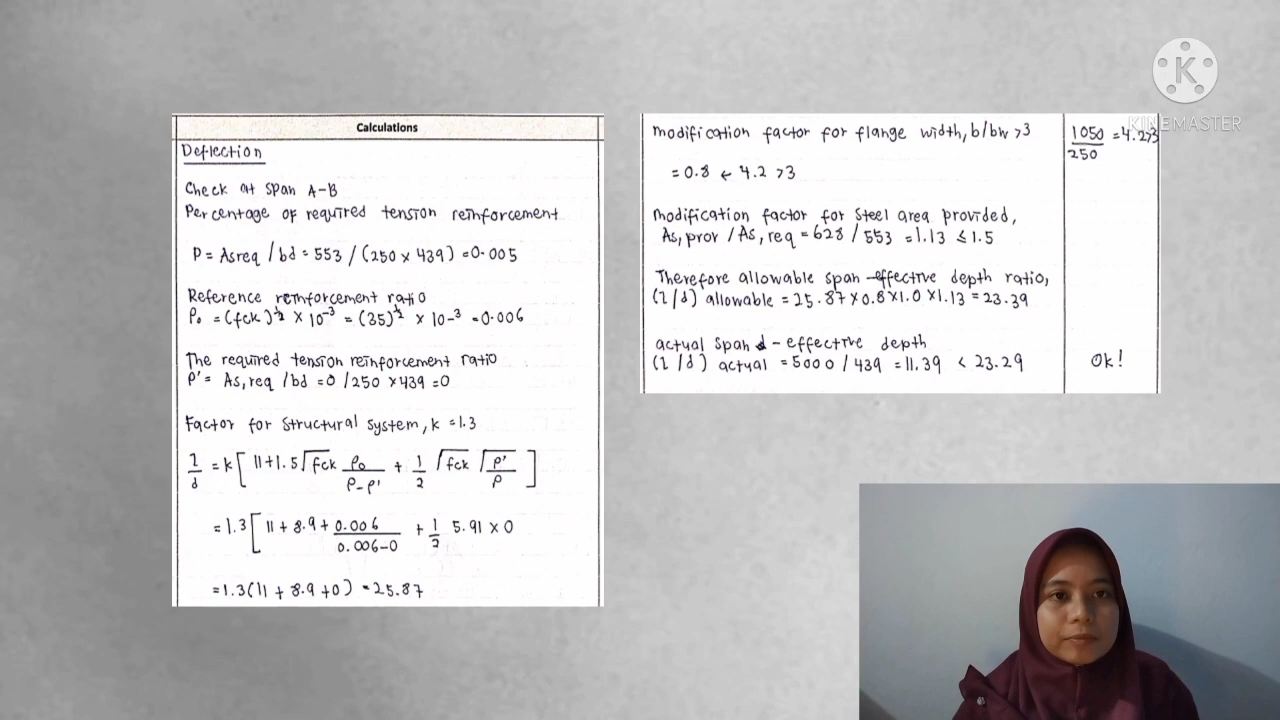 Calculations
Deflection
Check at span A-B
Percentage of required tension reinforcement
P = Asreq / bd = 553 / (250 × 439) = 0.005
Reference reinforcement ratio
ρ₀ = (fck)^½ × 10^-3 = (35)^½ × 10-3 = 0.006
The required tension reinforcement ratio
ρ' = As,req / bd = 0 / 250 × 439 = 0
Factor for structural system, k = 1.3
l/d = k [ 11 + 1.5 √fck ρ₀/(ρ-ρ') + 1/2 √fck √(ρ'/ρ) ]
= 1.3 [ 11 + 8.9 + 0.006/(0.006-0) + 1/2 5.91 × 0
= 1.3 (11 + 8.9 + 0) = 25.87
modification factor for flange width, b/bw >3
1050/250 = 4.2>3
= 0.8 ← 4.2 >3
modification factor for steel area provided,
As,prov / As,req = 628 / 553 = 1.13 ≤ 1.5
Therefore allowable span - effective depth ratio,
(l/d) allowable = 25.87 × 0.8 × 1.0 × 1.13 = 23.39
actual span d - effective depth
(l/d) actual = 5000 / 439 = 11.39 < 23.29
Ok!
K
KINEMASTER